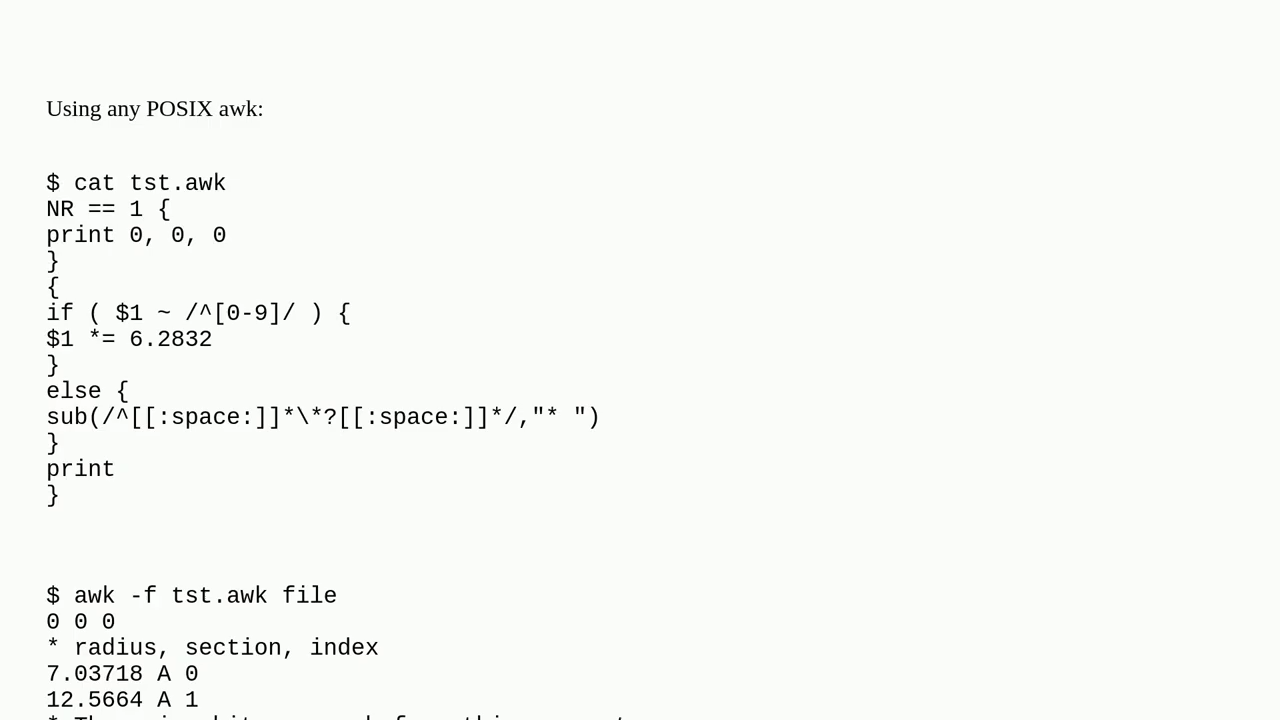 Using any POSIX awk:
$ cat tst.awk
NR == 1 {
print 0, 0, 0
}
{
if ( $1 ~ /^[0-9]/ ) {
$1 *= 6.2832
}
else {
sub(/^[[:space:]]*\*?[[:space:]]*/,"* ")
}
print
}
$ awk -f tst.awk file
0 0 0
* radius, section, index
7.03718 A 0
12.5664 A 1